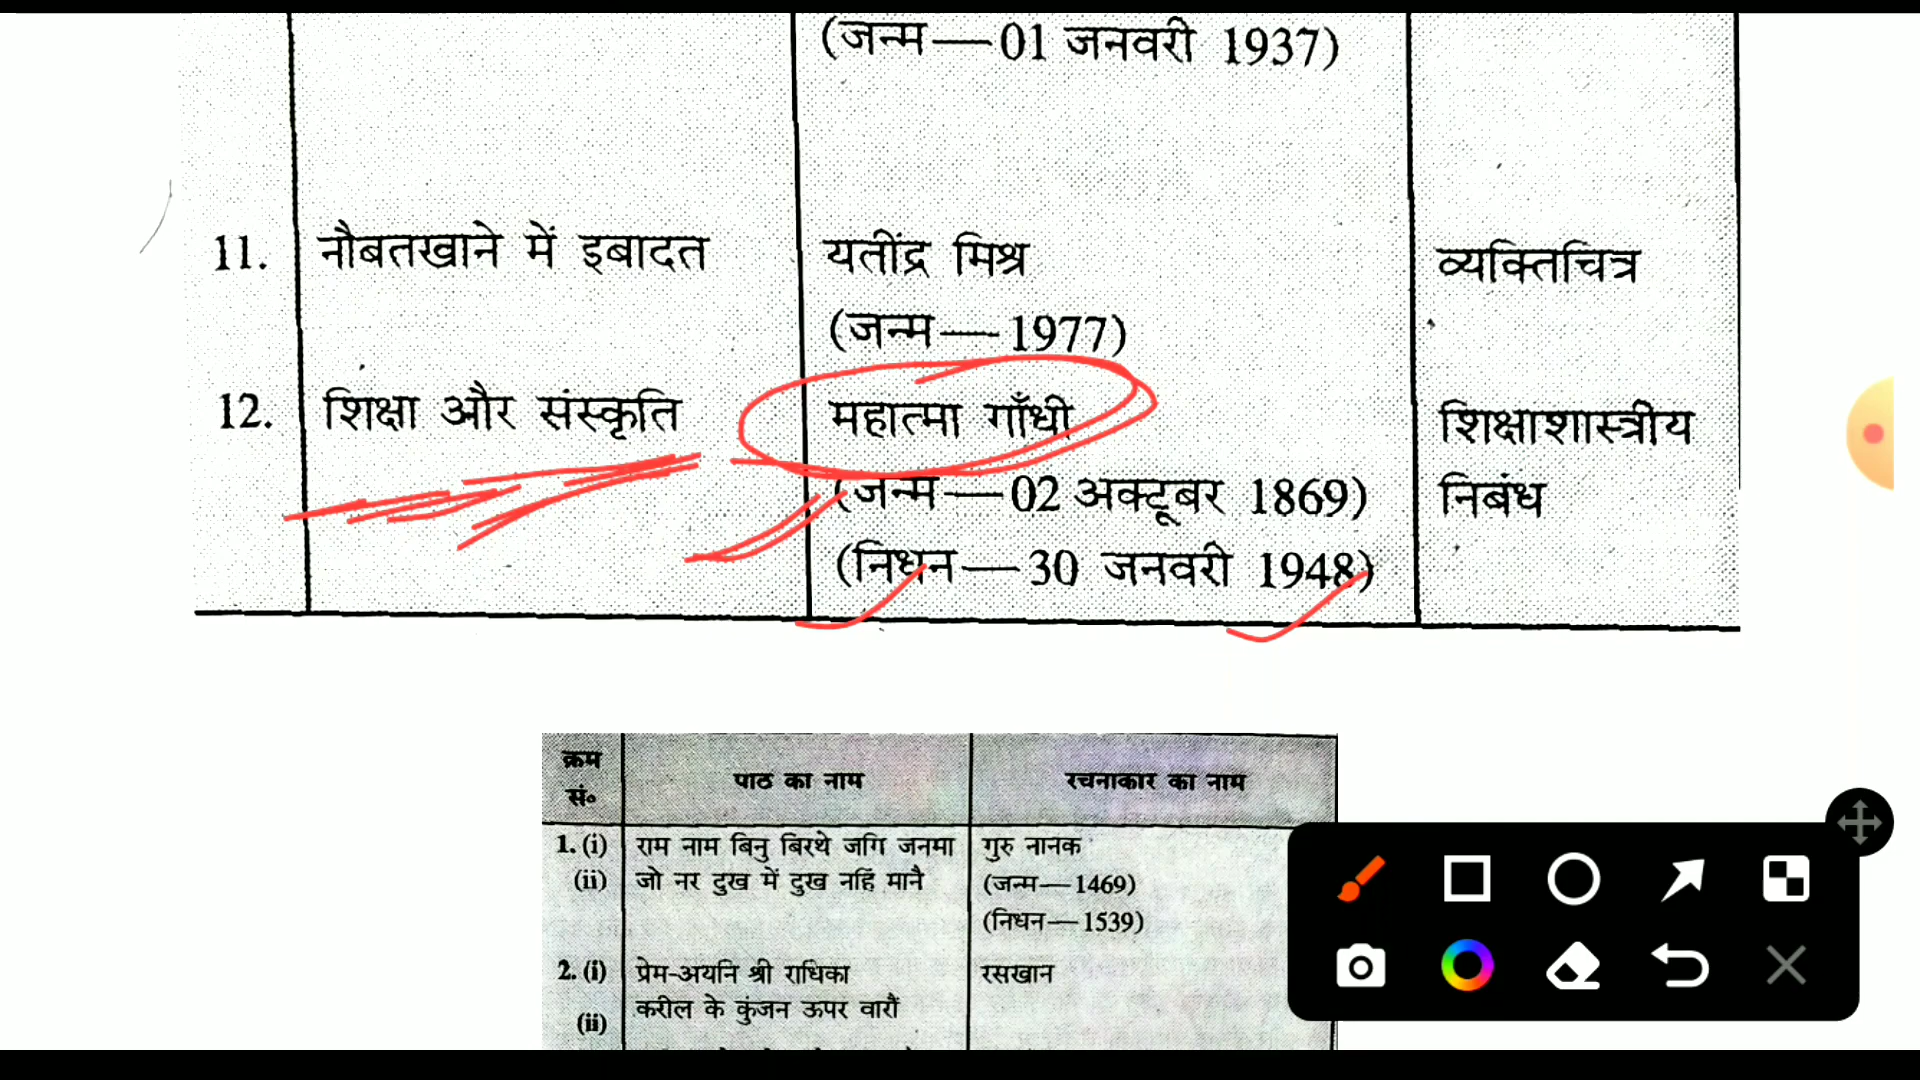 (जन्म—01 जनवरी 1937)
11. नौबतखाने में इबादत यतींद्र मिश्र व्यक्तिचित्र
(जन्म—1977)
12. शिक्षा और संस्कृति महात्मा गाँधी शिक्षाशास्त्रीय
(जन्म—02 अक्टूबर 1869) निबंध
(निधन—30 जनवरी 1948)
क्रम सं० पाठ का नाम रचनाकार का नाम
1. (i) राम नाम बिनु बिरथे जगि जनमा गुरु नानक
(ii) जो नर दुख में दुख नहिं मानै (जन्म—1469)
(निधन—1539)
2. (i) प्रेम-अयनि श्री राधिका रसखान
(ii) करील के कुंजन ऊपर वारौं